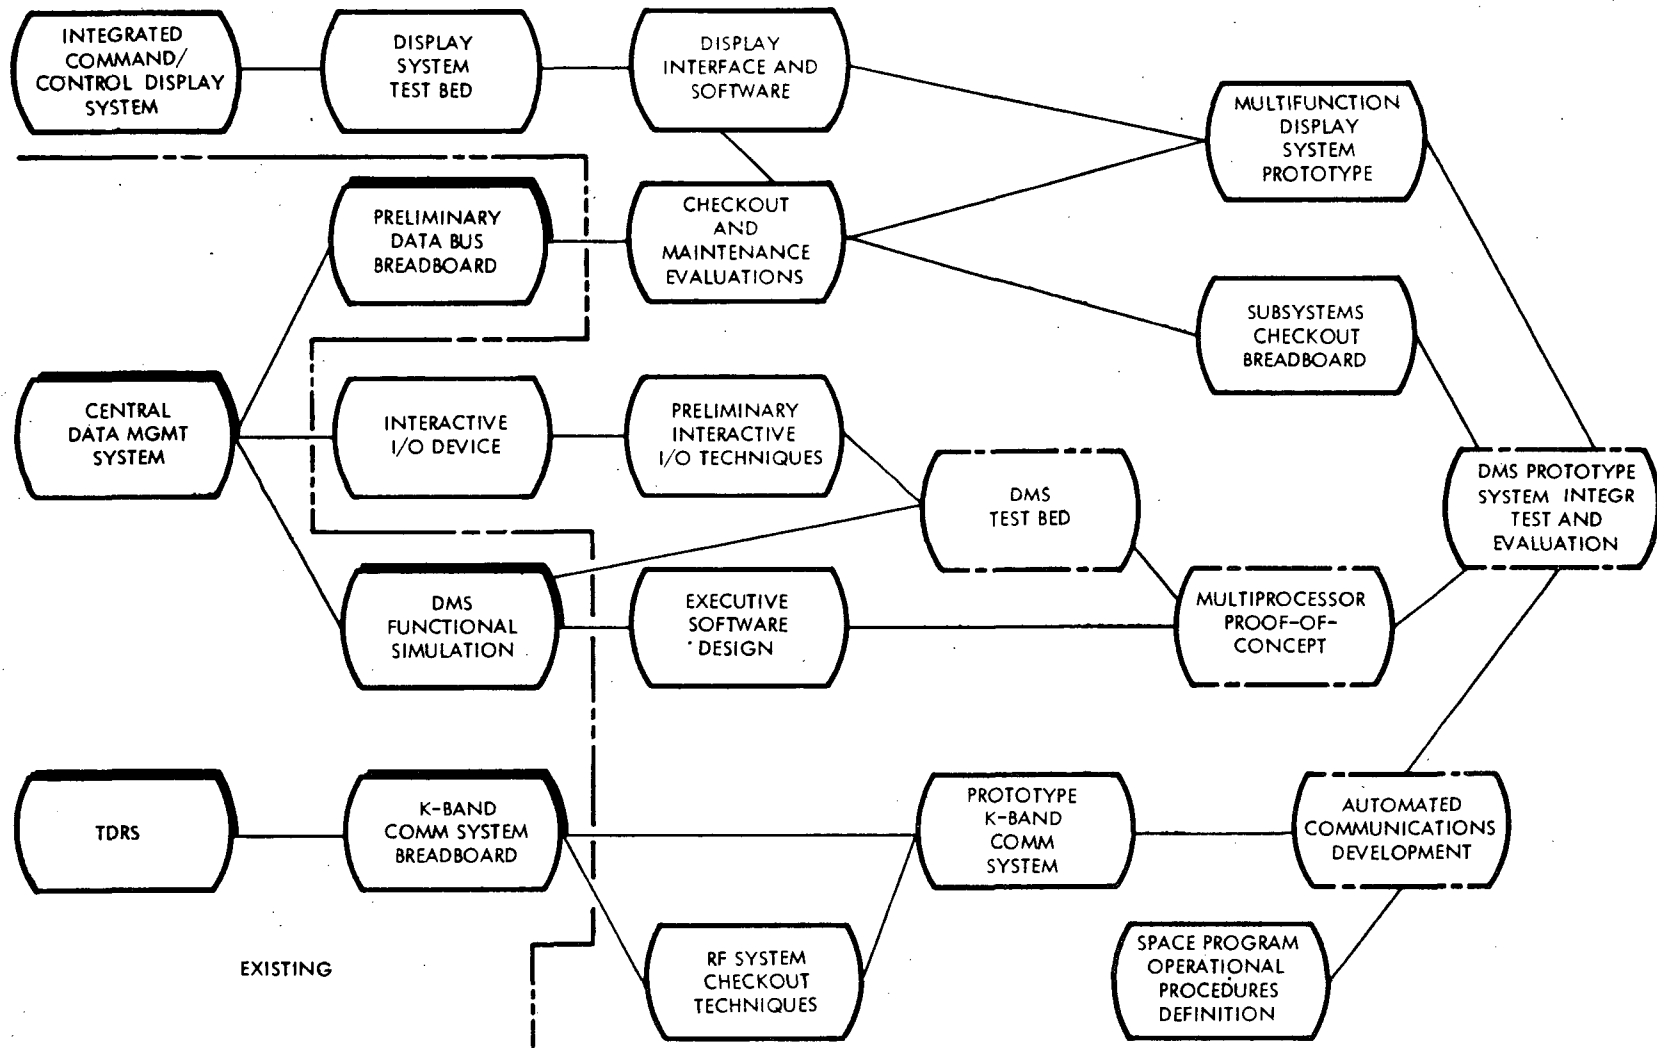 INTEGRATED
COMMAND/
CONTROL DISPLAY
SYSTEM
DISPLAY
SYSTEM
TEST BED
DISPLAY
INTERFACE AND
SOFTWARE
MULTIFUNCTION
DISPLAY
SYSTEM
PROTOTYPE
PRELIMINARY
DATA BUS
BREADBOARD
CHECKOUT
AND
MAINTENANCE
EVALUATIONS
SUBSYSTEMS
CHECKOUT
BREADBOARD
CENTRAL
DATA MGMT
SYSTEM
INTERACTIVE
I/O DEVICE
PRELIMINARY
INTERACTIVE
I/O TECHNIQUES
DMS
TEST BED
DMS PROTOTYPE
SYSTEM INTEGR
TEST AND
EVALUATION
DMS
FUNCTIONAL
SIMULATION
EXECUTIVE
SOFTWARE
DESIGN
MULTIPROCESSOR
PROOF-OF-
CONCEPT
TDRS
K-BAND
COMM SYSTEM
BREADBOARD
PROTOTYPE
K-BAND
COMM
SYSTEM
AUTOMATED
COMMUNICATIONS
DEVELOPMENT
EXISTING
RF SYSTEM
CHECKOUT
TECHNIQUES
SPACE PROGRAM
OPERATIONAL
PROCEDURES
DEFINITION